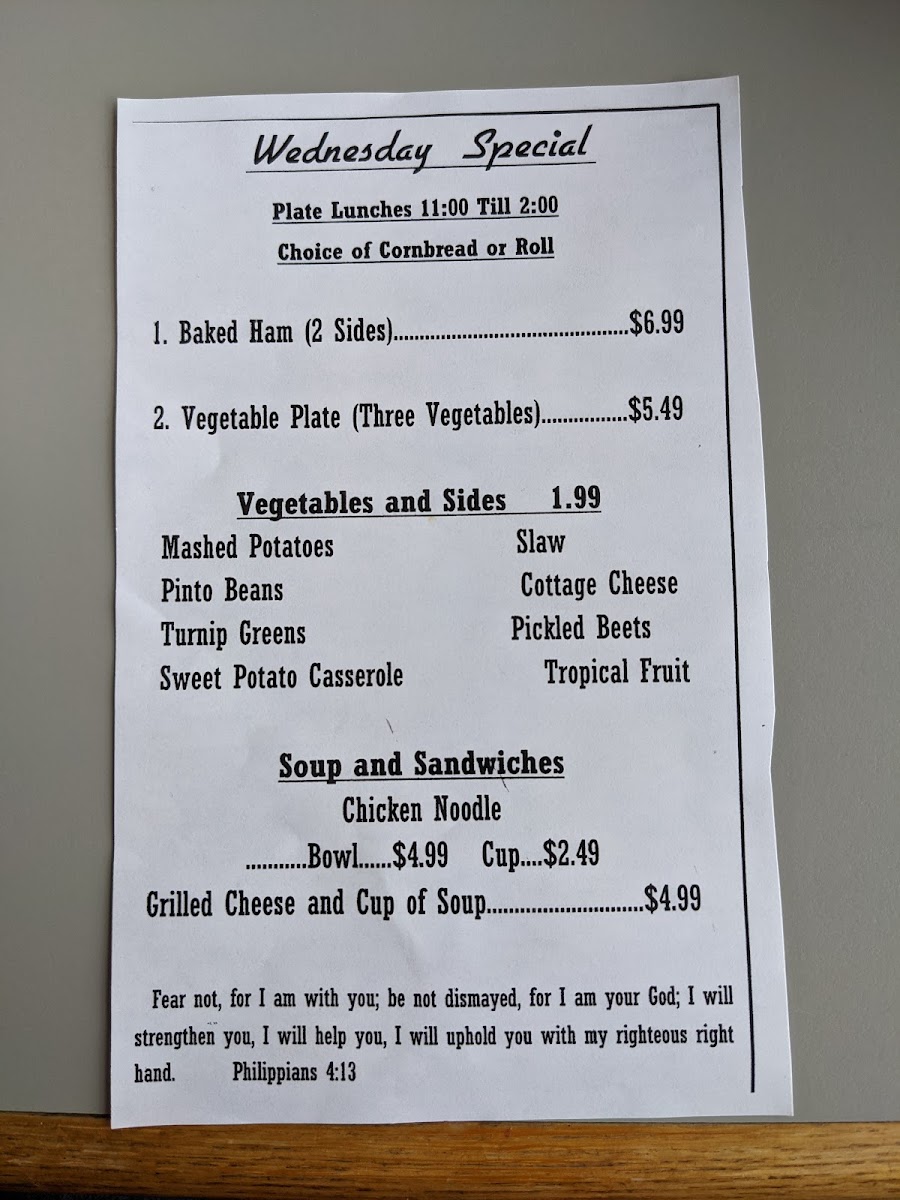 Wednesday Special
Plate Lunches 11:00 Till 2:00
Choice of Cornbread or Roll
1. Baked Ham (2 Sides).............................................$6.99
2. Vegetable Plate (Three Vegetables)................$5.49
Vegetables and Sides 1.99
Mashed Potatoes Slaw
Pinto Beans Cottage Cheese
Turnip Greens Pickled Beets
Sweet Potato Casserole Tropical Fruit
Soup and Sandwiches
Chicken Noodle
...........Bowl......$4.99 Cup....$2.49
Grilled Cheese and Cup of Soup............................$4.99
Fear not, for I am with you; be not dismayed, for I am your God; I will
strengthen you, I will help you, I will uphold you with my righteous right
hand. Philippians 4:13